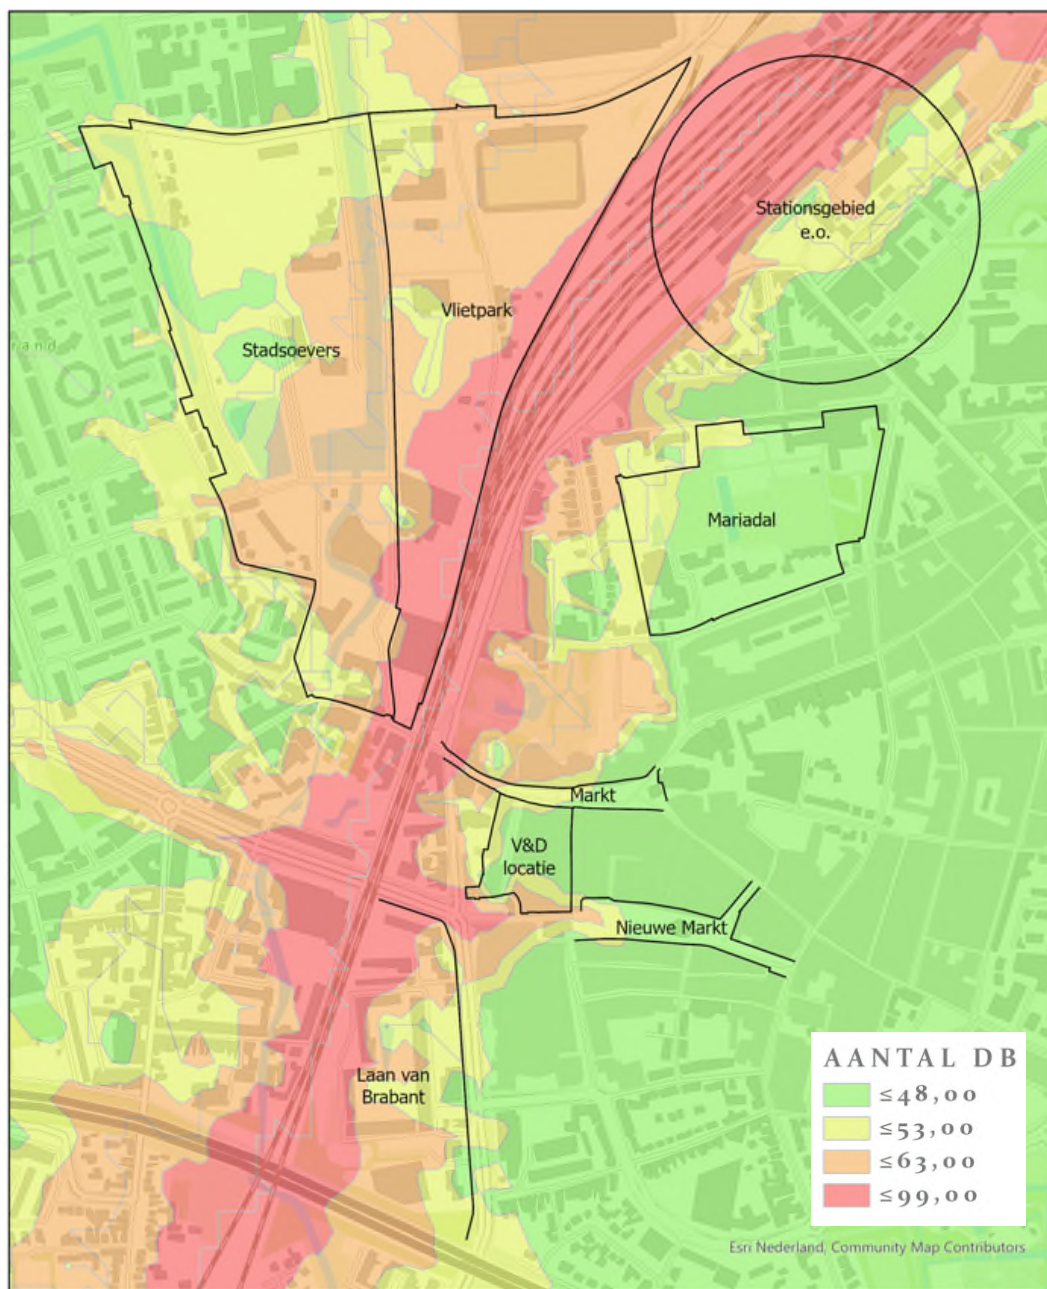 Stationsgebied
e.o.
Vlietpark
Stadsoevers
Mariadal
Markt
V&D
locatie
Nieuwe Markt
Laan van
Brabant
AANTAL DB
≤48,00
≤53,00
≤63,00
≤99,00
Esri Nederland, Community Map Contributors